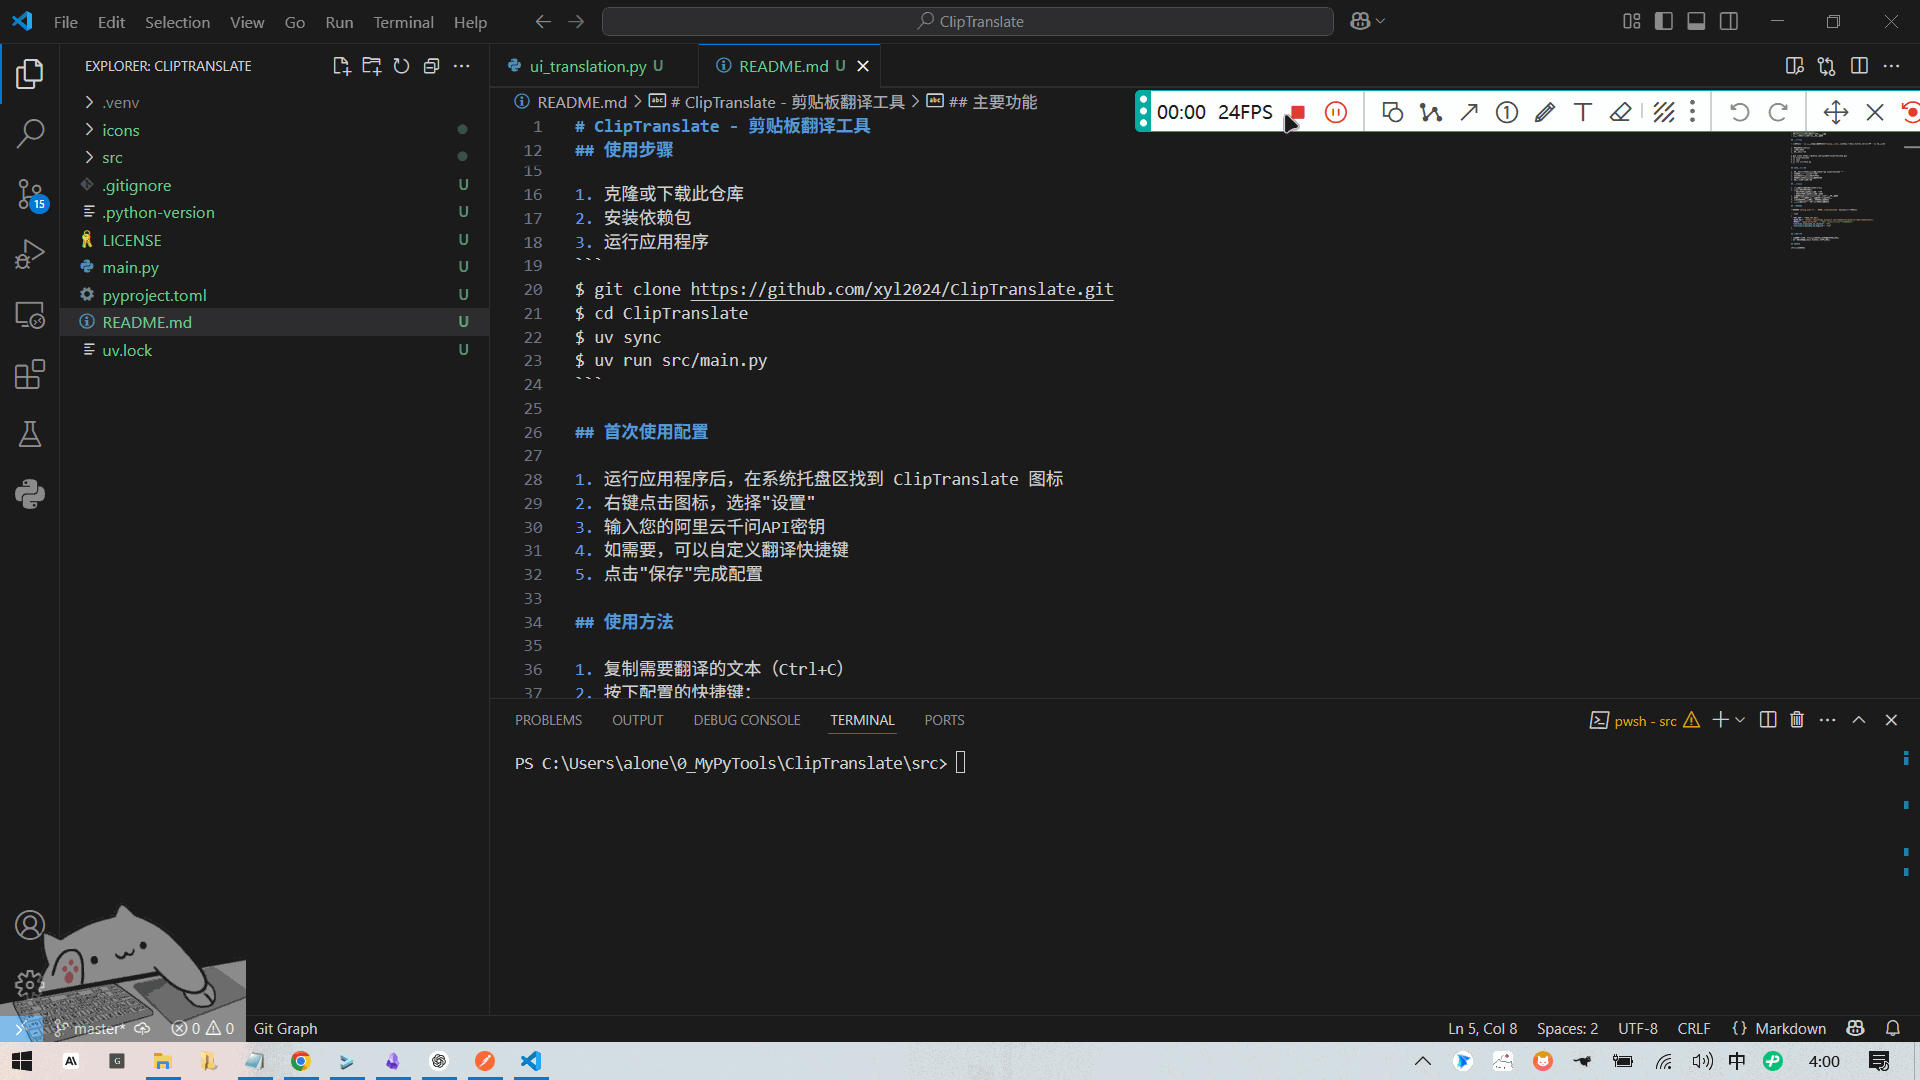 File Edit Selection View Go Run Terminal Help
ClipTranslate
EXPLORER: CLIPTRANSLATE
.venv
icons
src
.gitignore U
.python-version U
LICENSE U
main.py U
pyproject.toml U
README.md U
uv.lock U
15
ui_translation.py U
README.md U
README.md > # ClipTranslate - 剪贴板翻译工具 > ## 主要功能
00:00 24FPS
1 # ClipTranslate - 剪贴板翻译工具
12 ## 使用步骤
15
16 1. 克隆或下载此仓库
17 2. 安装依赖包
18 3. 运行应用程序
19 ```
20 $ git clone https://github.com/xyl2024/ClipTranslate.git
21 $ cd ClipTranslate
22 $ uv sync
23 $ uv run src/main.py
24 ```
25
26 ## 首次使用配置
27
28 1. 运行应用程序后，在系统托盘区找到 ClipTranslate 图标
29 2. 右键点击图标，选择"设置"
30 3. 输入您的阿里云千问API密钥
31 4. 如需要，可以自定义翻译快捷键
32 5. 点击"保存"完成配置
33
34 ## 使用方法
35
36 1. 复制需要翻译的文本（Ctrl+C）
37 2. 按下配置的快捷键：
PROBLEMS OUTPUT DEBUG CONSOLE TERMINAL PORTS
pwsh - src
PS C:\Users\alone\0_MyPyTools\ClipTranslate\src>
master* 0 0 Git Graph
Ln 5, Col 8 Spaces: 2 UTF-8 CRLF {} Markdown
中 4:00